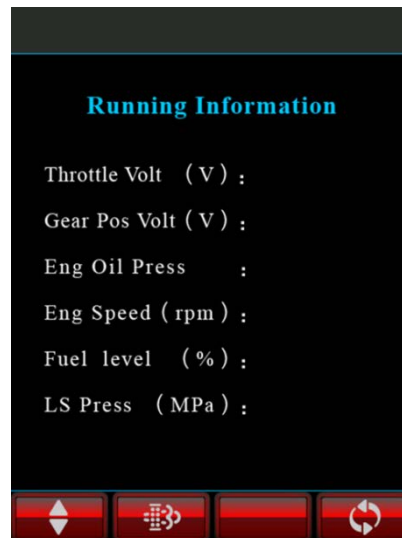 Running Information
Throttle Volt （V）：
Gear Pos Volt（V）：
Eng Oil Press ：
Eng Speed（rpm）：
Fuel level （%）：
LS Press （MPa）：